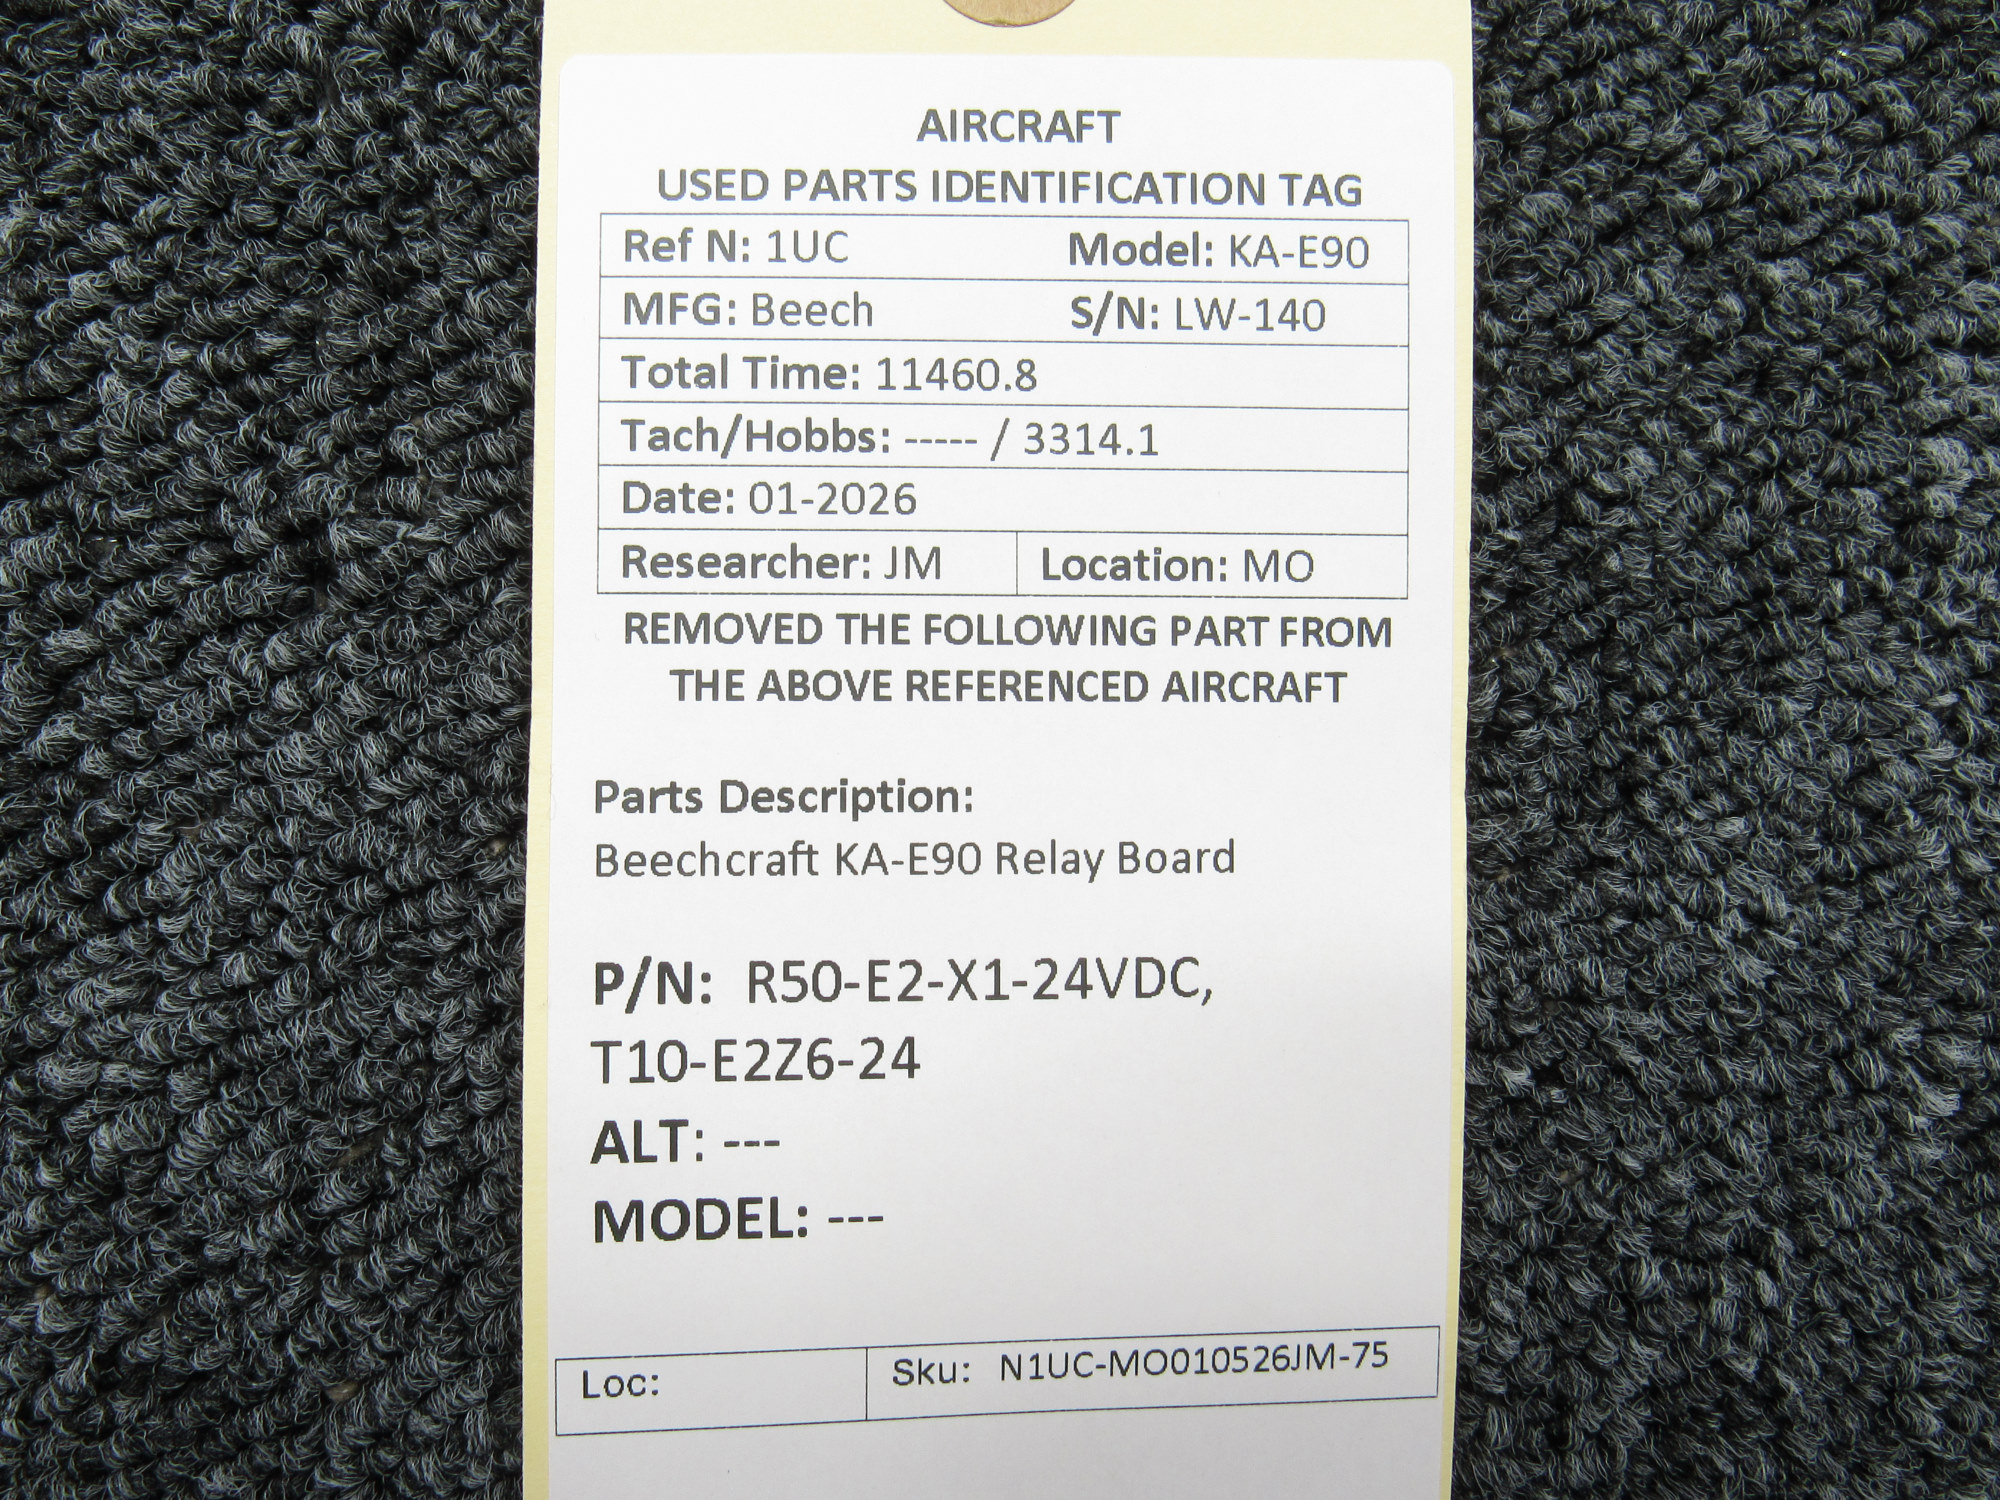 AIRCRAFT
USED PARTS IDENTIFICATION TAG
Ref N: 1UC Model: KA-E90
MFG: Beech S/N: LW-140
Total Time: 11460.8
Tach/Hobbs: ----- / 3314.1
Date: 01-2026
Researcher: JM Location: MO
REMOVED THE FOLLOWING PART FROM
THE ABOVE REFERENCED AIRCRAFT
Parts Description:
Beechcraft KA-E90 Relay Board
P/N: R50-E2-X1-24VDC,
T10-E2Z6-24
ALT: ---
MODEL: ---
Loc: Sku: N1UC-MO010526JM-75